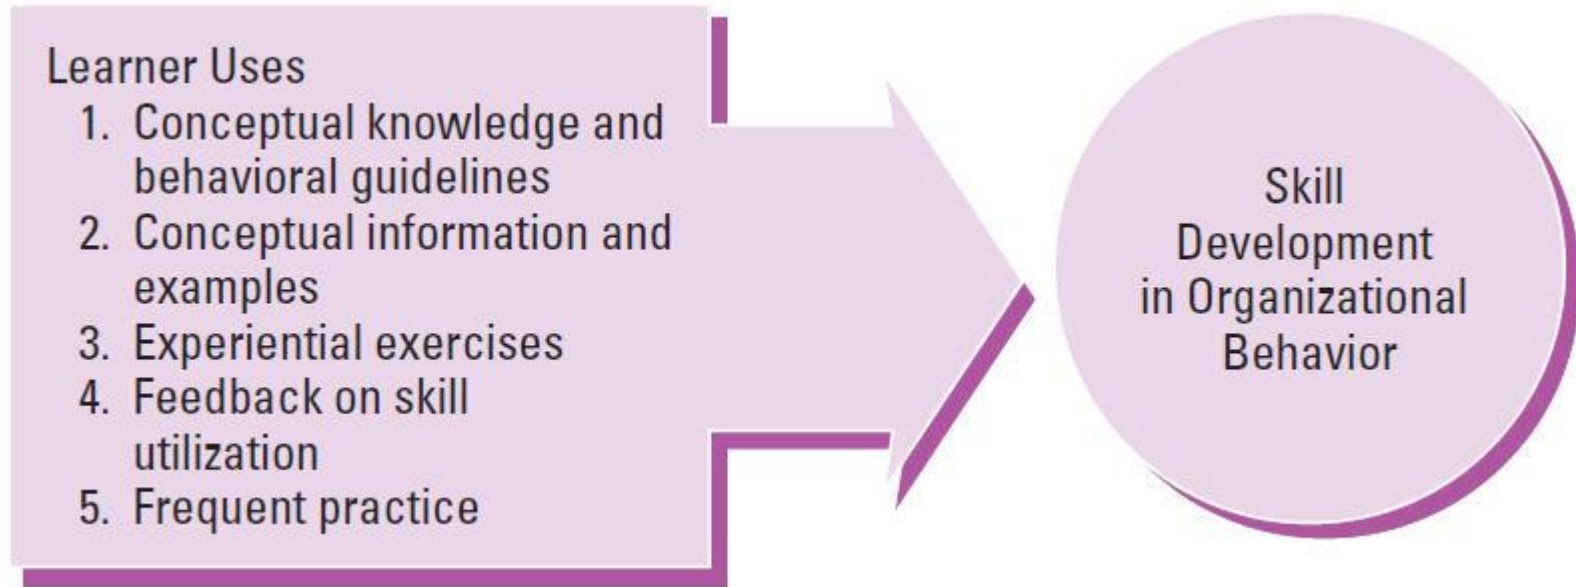 Learner Uses
1. Conceptual knowledge and
behavioral guidelines
2. Conceptual information and
examples
3. Experiential exercises
4. Feedback on skill
utilization
5. Frequent practice
Skill
Development
in Organizational
Behavior